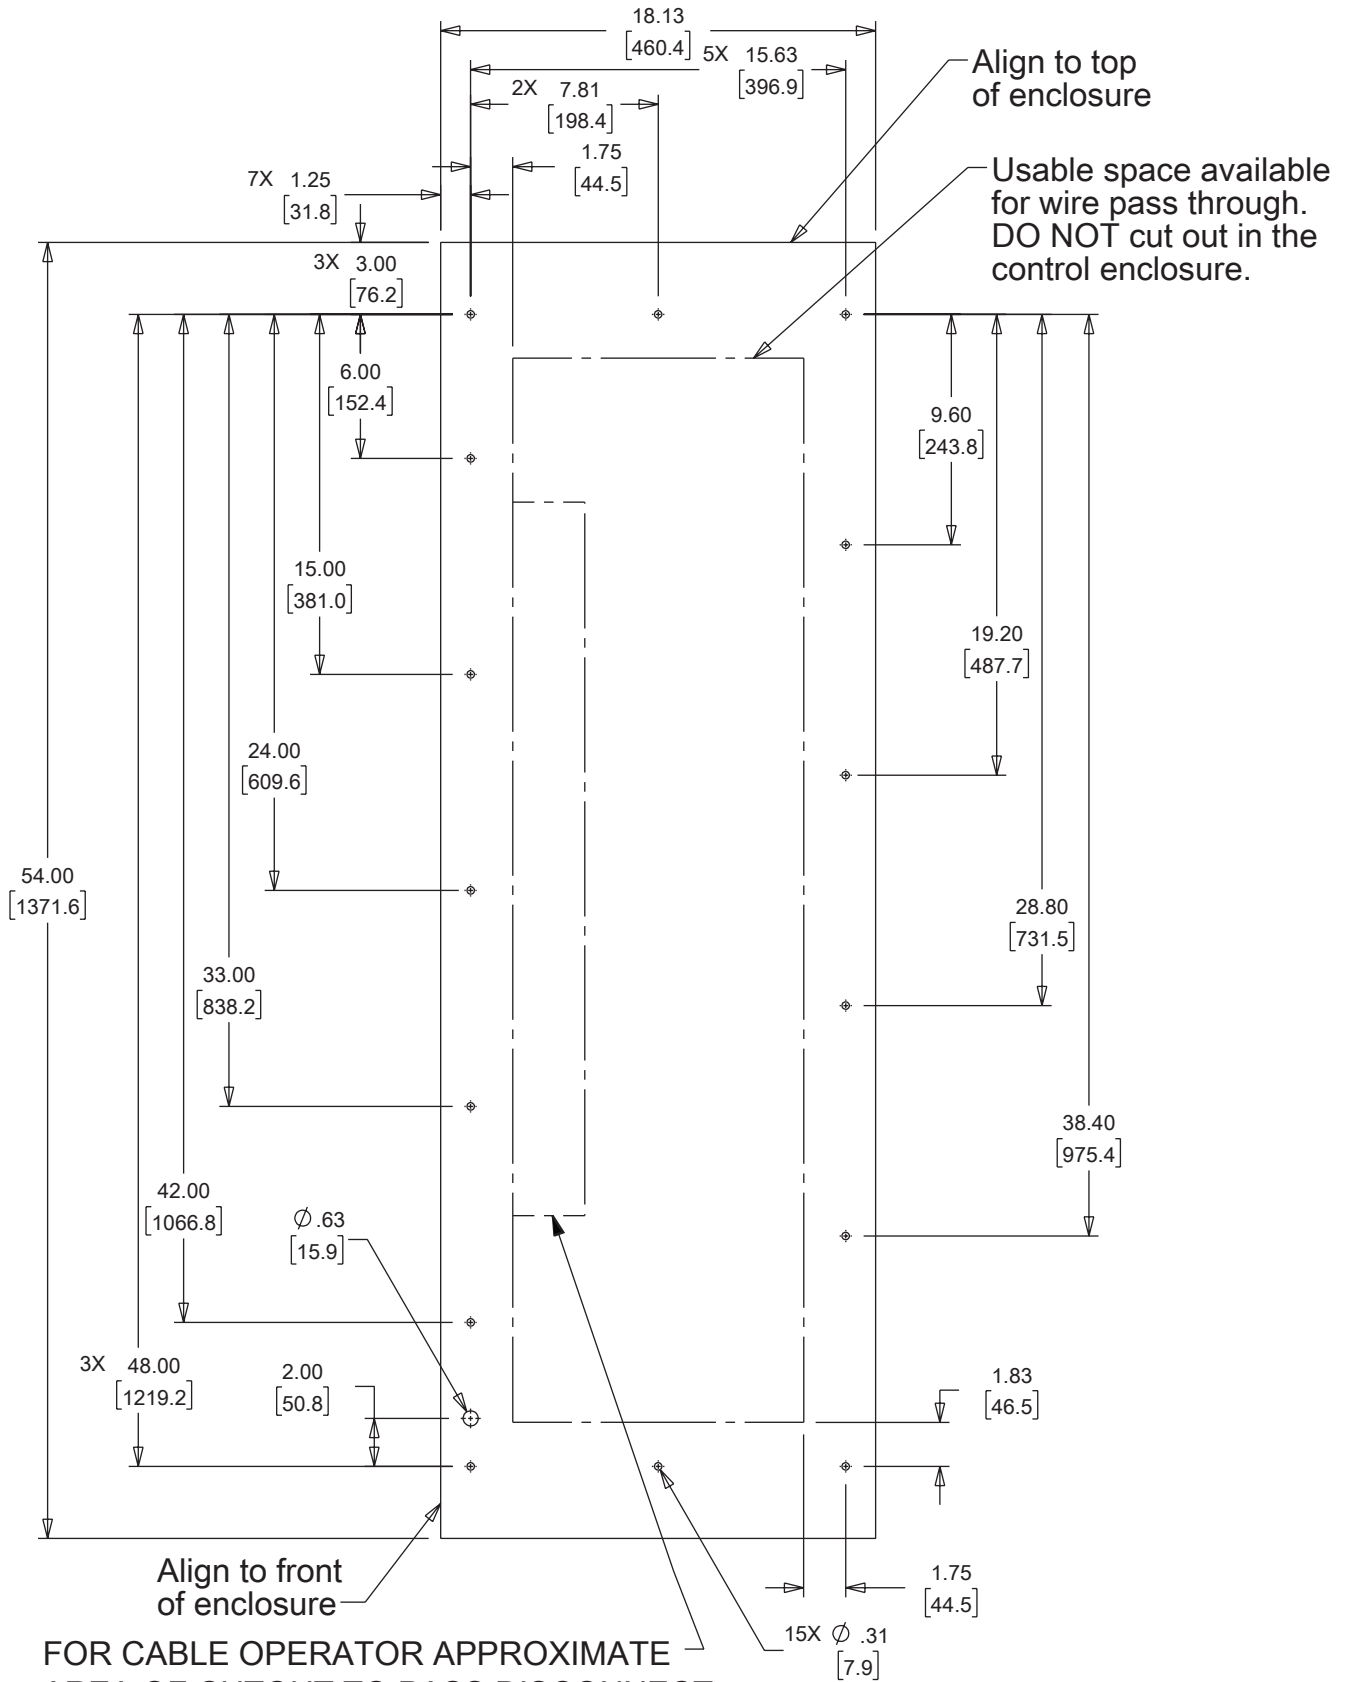 18.13
[460.4]
5X 15.63
[396.9]
2X 7.81
[198.4]
1.75
[44.5]
7X 1.25
[31.8]
3X 3.00
[76.2]
Align to top
of enclosure
Usable space available
for wire pass through.
DO NOT cut out in the
control enclosure.
6.00
[152.4]
9.60
[243.8]
15.00
[381.0]
19.20
[487.7]
24.00
[609.6]
54.00
[1371.6]
28.80
[731.5]
33.00
[838.2]
38.40
[975.4]
42.00
[1066.8]
Ø .63
[15.9]
3X 48.00
[1219.2]
2.00
[50.8]
1.83
[46.5]
Align to front
of enclosure
1.75
[44.5]
15X Ø .31
[7.9]
FOR CABLE OPERATOR APPROXIMATE
AREA OF CUTOUT TO PASS DISCONNECT